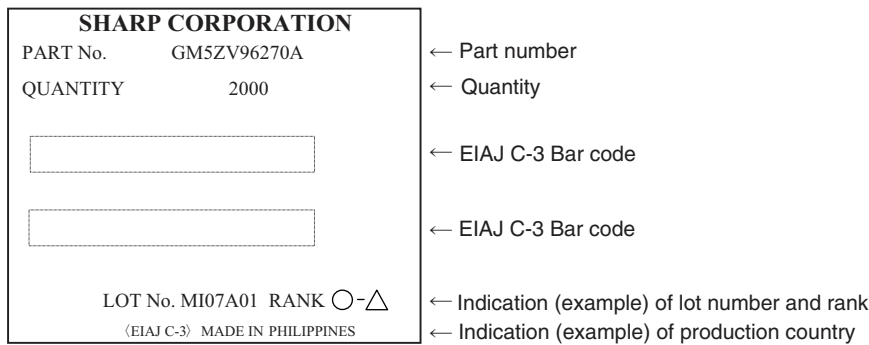 SHARP CORPORATION
PART No. GM5ZV96270A ← Part number
QUANTITY 2000 ← Quantity
← EIAJ C-3 Bar code
← EIAJ C-3 Bar code
LOT No. MI07A01 RANK ○-△ ← Indication (example) of lot number and rank
〈EIAJ C-3〉 MADE IN PHILIPPINES ← Indication (example) of production country